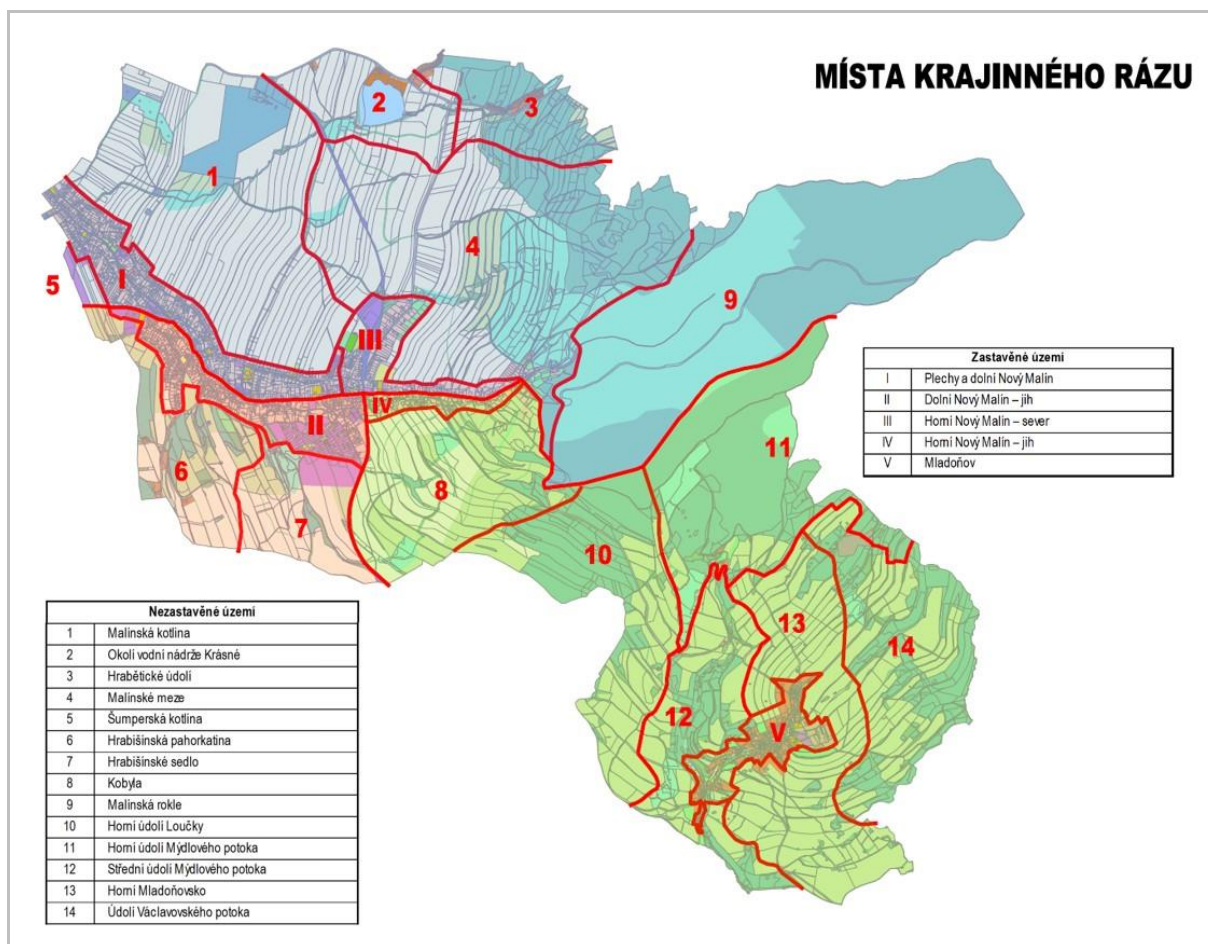 MÍSTA KRAJINNÉHO RÁZU
1
2
3
4
5
I
III
9
II
IV
6
7
8
10
11
12
13
14
V
Zastavěné území
I Plechy a dolní Nový Malín
II Dolní Nový Malín – jih
III Horní Nový Malín – sever
IV Horní Nový Malín – jih
V Mladoňov
Nezastavěné území
1 Malínská kotlina
2 Okolí vodní nádrže Krásné
3 Hraběticé údolí
4 Malínské meze
5 Šumperská kotlina
6 Hrabišínská pahorkatina
7 Hrabišínské sedlo
8 Kobyla
9 Malínská rokle
10 Horní údolí Loučky
11 Horní údolí Mýdlového potoka
12 Střední údolí Mýdlového potoka
13 Horní Mladoňovsko
14 Údolí Václavovského potoka